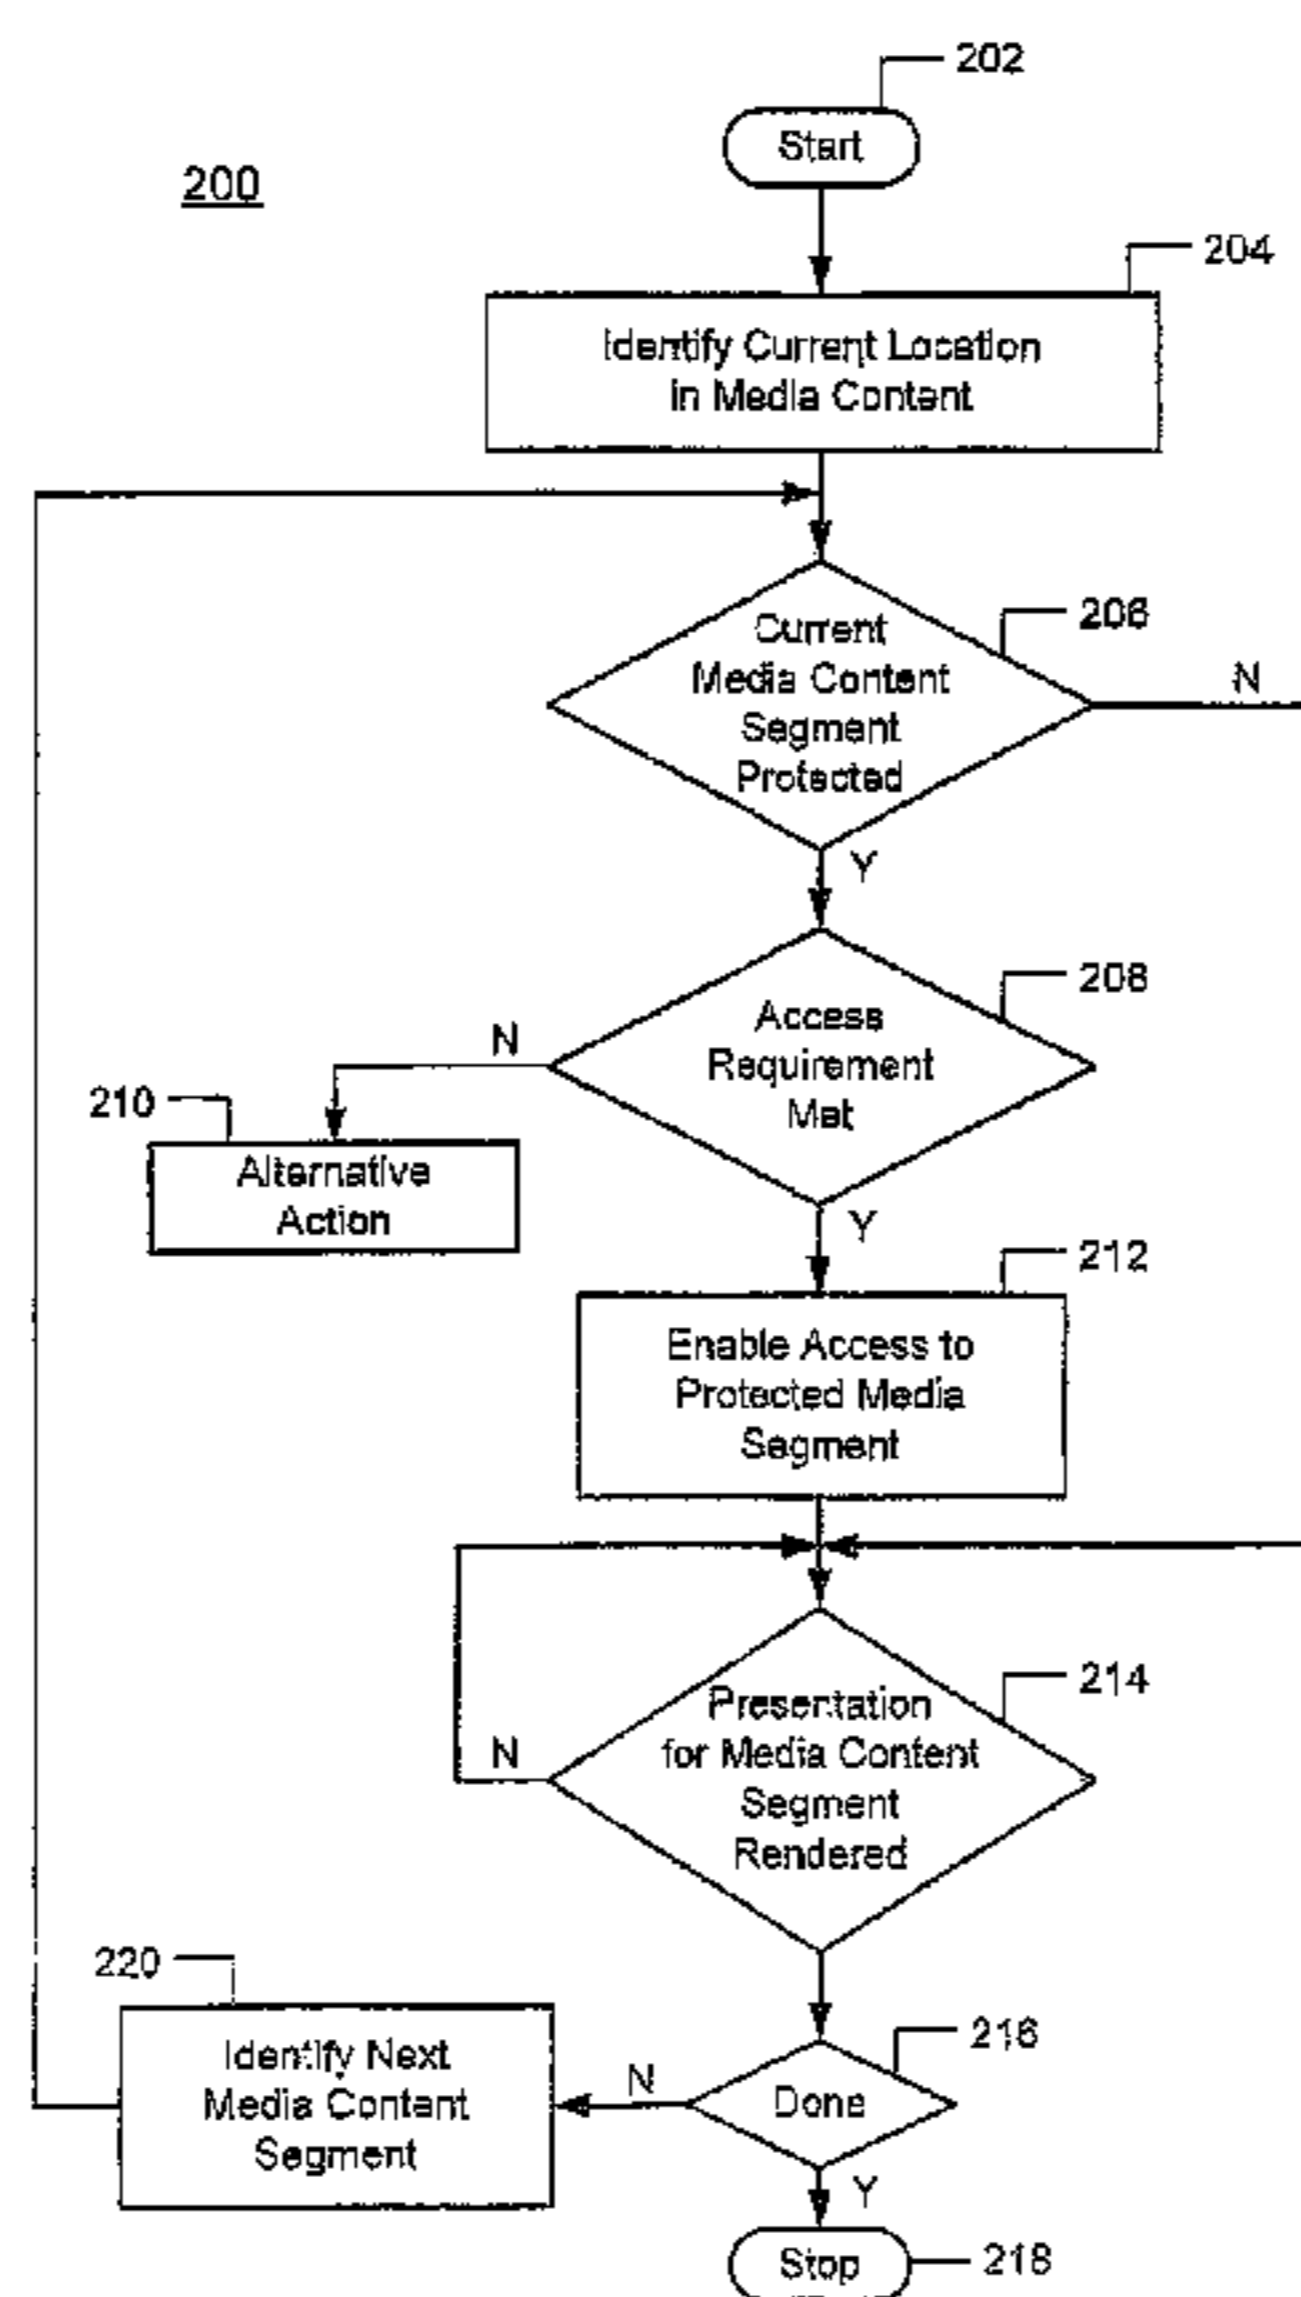 202
Start
200
204
Identify Current Location
in Media Content
206
Current
Media Content
Segment
Protected
N
Y
208
Access
Requirement
Met
N
210
Alternative
Action
Y
212
Enable Access to
Protected Media
Segment
214
Presentation
for Media Content
Segment
Rendered
N
220
Identify Next
Media Content
Segment
N
216
Done
Y
Stop
218